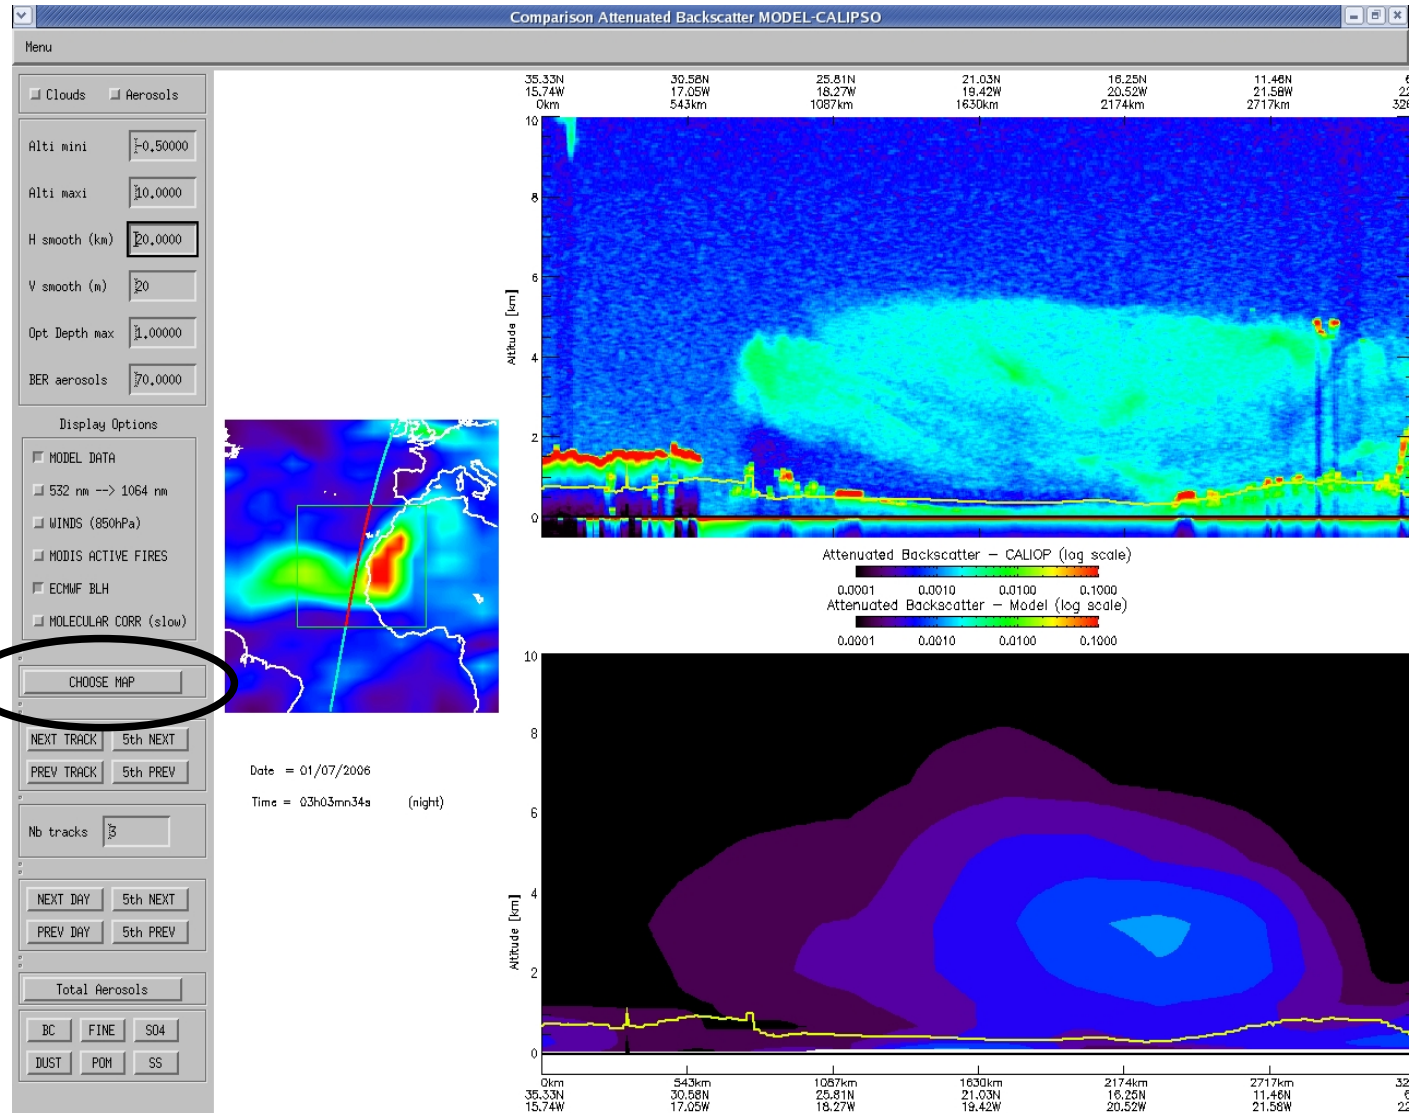 Comparison Attenuated Backscatter MODEL-CALIPSO
Menu
Clouds Aerosols
Alti mini -0.50000
Alti maxi 10.0000
H smooth (km) 20.0000
V smooth (m) 20
Opt Depth max 1.00000
BER aerosols 70.0000
Display Options
MODEL DATA
532 nm --> 1064 nm
WINDS (850hPa)
MODIS ACTIVE FIRES
ECMWF BLH
MOLECULAR CORR (slow)
CHOOSE MAP
NEXT TRACK 5th NEXT
PREV TRACK 5th PREV
Nb tracks 3
NEXT DAY 5th NEXT
PREV DAY 5th PREV
Total Aerosols
BC FINE SO4
DUST POM SS
Date = 01/07/2006
Time = 03h03mn34s (night)
35.33N 30.58N 25.81N 21.03N 16.25N 11.46N 6
15.74W 17.05W 18.27W 19.42W 20.52W 21.58W 22
0km 543km 1087km 1630km 2174km 2717km 326
10
8
6
4
2
0
Altitude [km]
Attenuated Backscatter – CALIOP (log scale)
0.0001 0.0010 0.0100 0.1000
Attenuated Backscatter – Model (log scale)
0.0001 0.0010 0.0100 0.1000
10
8
6
4
2
0
Altitude [km]
0km 543km 1087km 1630km 2174km 2717km 32
35.33N 30.58N 25.81N 21.03N 16.25N 11.46N 6
15.74W 17.05W 18.27W 19.42W 20.52W 21.58W 22